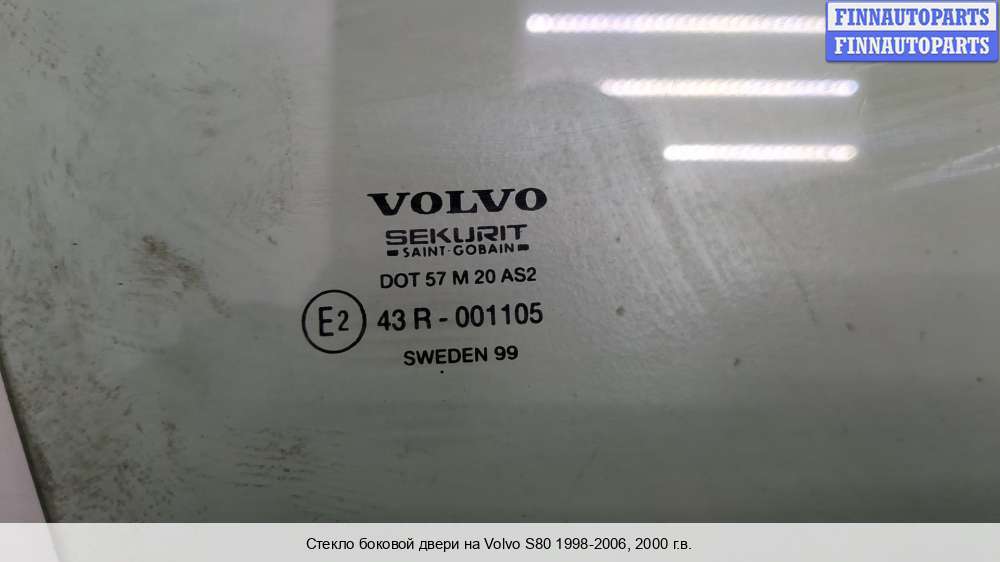 FINNAUTOPARTS
FINNAUTOPARTS
VOLVO
SEKURIT
SAINT-GOBAIN
DOT 57 M 20 AS2
E2 43 R - 001105
SWEDEN 99
Стекло боковой двери на Volvo S80 1998-2006, 2000 г.в.